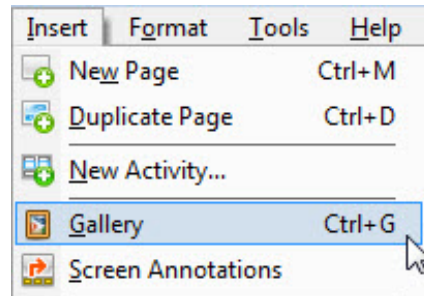 Insert Format Tools Help
New Page Ctrl+M
Duplicate Page Ctrl+D
New Activity...
Gallery Ctrl+G
Screen Annotations